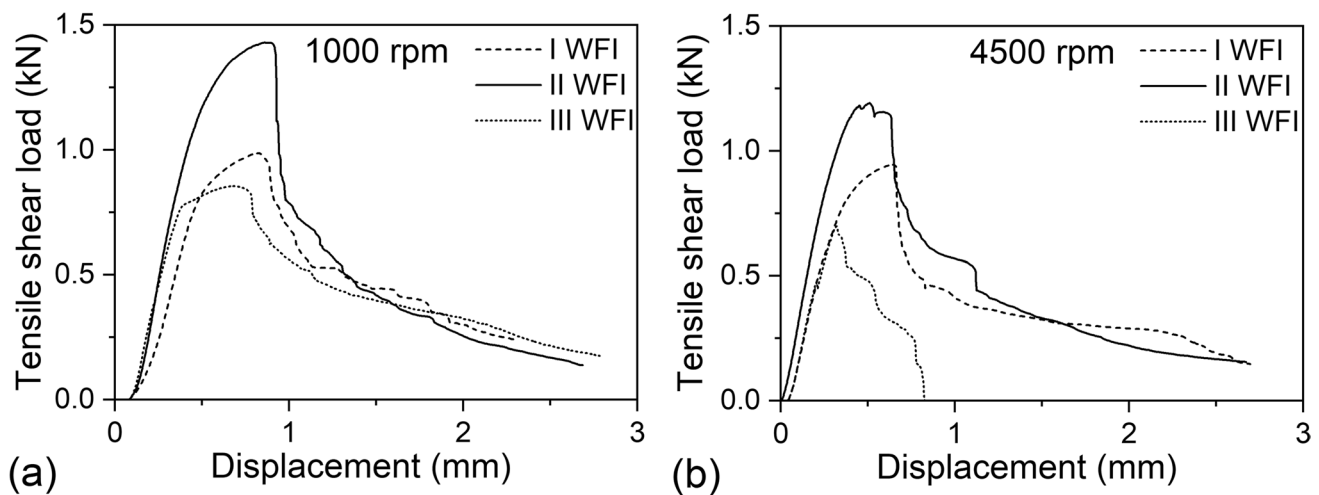 Tensile shear load (kN)
1.5
1.0
0.5
0.0
1000 rpm
I WFI
II WFI
III WFI
0 1 2 3
Displacement (mm)
(a)
Tensile shear load (kN)
1.5
1.0
0.5
0.0
4500 rpm
I WFI
II WFI
III WFI
0 1 2 3
Displacement (mm)
(b)